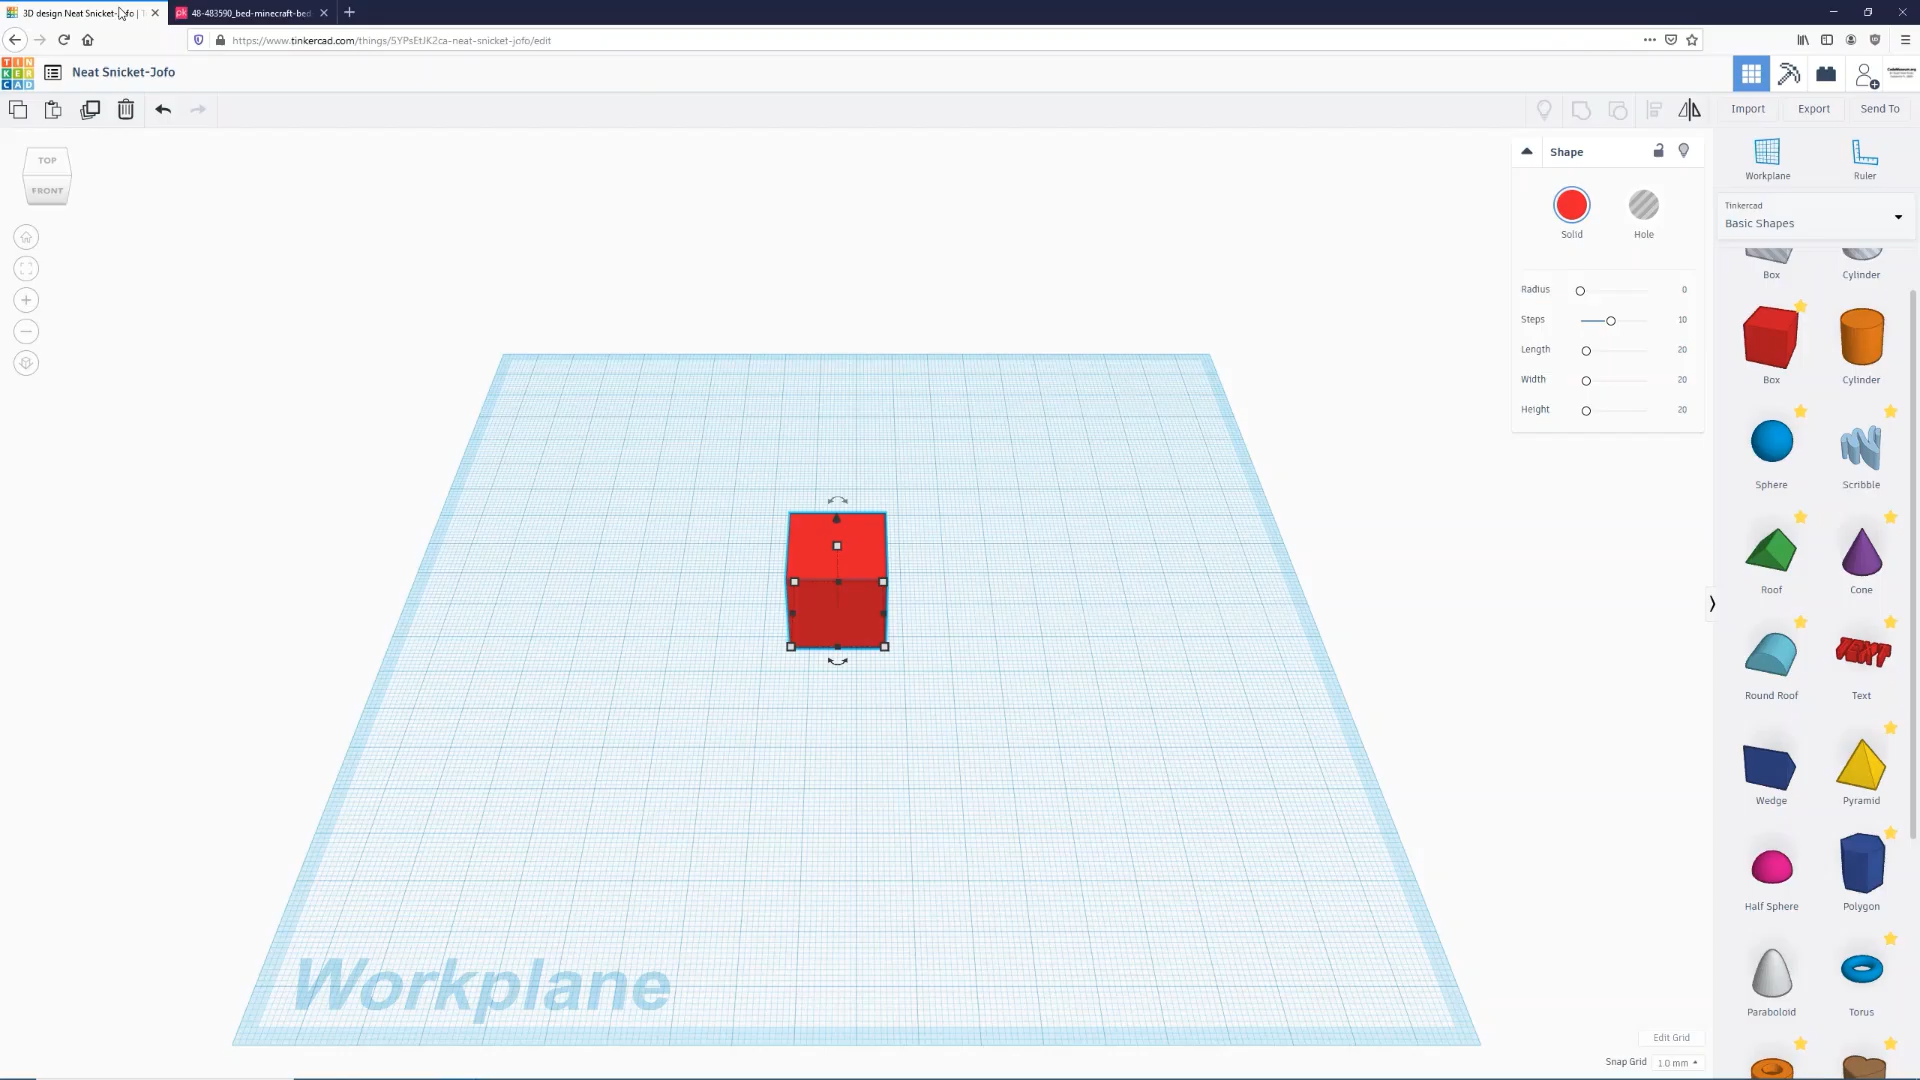 3D design Neat Snicket-Jofo |
48-483590_bed-minecraft-bed-
https://www.tinkercad.com/things/5YPsEtJK2ca-neat-snicket-jofo/edit
TIN
KER
CAD
Neat Snicket-Jofo
Import
Export
Send To
TOP
FRONT
Shape
Solid
Hole
Radius 0
Steps 10
Length 20
Width 20
Height 20
Workplane
Ruler
Tinkercad
Basic Shapes
Box
Cylinder
Box
Cylinder
Sphere
Scribble
Roof
Cone
Round Roof
TEXT
Text
Wedge
Pyramid
Half Sphere
Polygon
Paraboloid
Torus
Workplane
Edit Grid
Snap Grid 1.0 mm